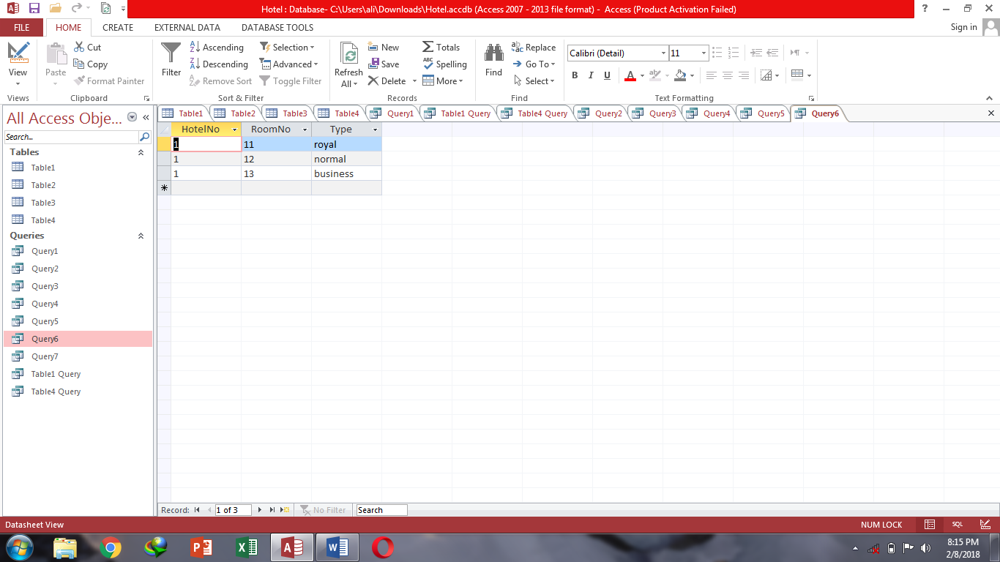 Hotel : Database- C:\Users\ali\Downloads\Hotel.accdb (Access 2007 - 2013 file format) - Access (Product Activation Failed)
FILE HOME CREATE EXTERNAL DATA DATABASE TOOLS Sign in
View
Views
Paste
Cut
Copy
Format Painter
Clipboard
Filter
Ascending
Descending
Remove Sort
Selection
Advanced
Toggle Filter
Sort & Filter
Refresh
All
New
Save
Delete
Totals
Spelling
More
Records
Find
Replace
Go To
Select
Find
Calibri (Detail) 11
B I U A
Text Formatting
All Access Obje...
Search...
Tables
Table1
Table2
Table3
Table4
Queries
Query1
Query2
Query3
Query4
Query5
Query6
Query7
Table1 Query
Table4 Query
Table1 Table2 Table3 Table4 Query1 Table1 Query Table4 Query Query2 Query3 Query4 Query5 Query6
HotelNo RoomNo Type
1 11 royal
1 12 normal
1 13 business
Record: 1 of 3 No Filter Search
Datasheet View NUM LOCK SQL
8:15 PM
2/8/2018